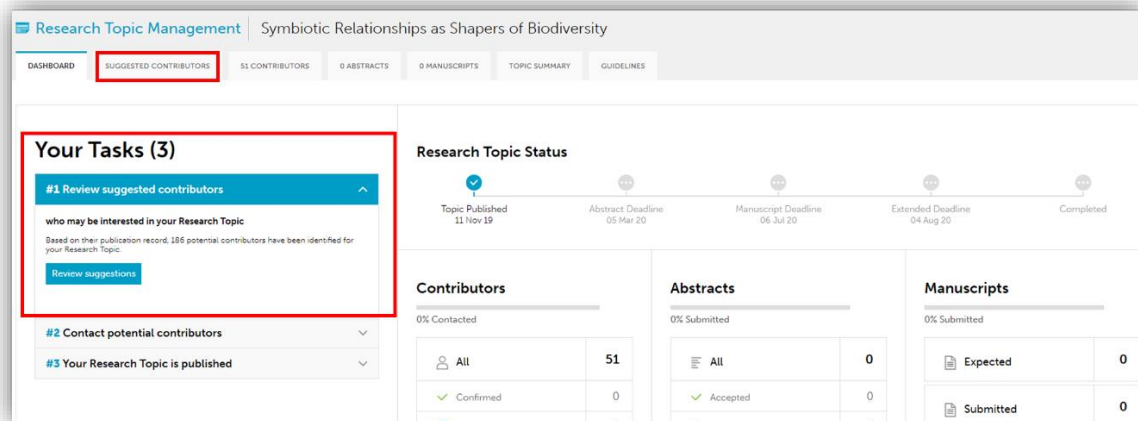 Research Topic Management Symbiotic Relationships as Shapers of Biodiversity
DASHBOARD SUGGESTED CONTRIBUTORS 51 CONTRIBUTORS 0 ABSTRACTS 0 MANUSCRIPTS TOPIC SUMMARY GUIDELINES
Your Tasks (3)
#1 Review suggested contributors
who may be interested in your Research Topic
Based on their publication record, 186 potential contributors have been identified for
your Research Topic.
Review suggestions
#2 Contact potential contributors
#3 Your Research Topic is published
Research Topic Status
Topic Published
11 Nov 19
Abstract Deadline
05 Mar 20
Manuscript Deadline
06 Jul 20
Extended Deadline
04 Aug 20
Completed
Contributors
0% Contacted
All 51
Confirmed 0
Abstracts
0% Submitted
All 0
Accepted 0
Manuscripts
0% Submitted
Expected 0
Submitted 0